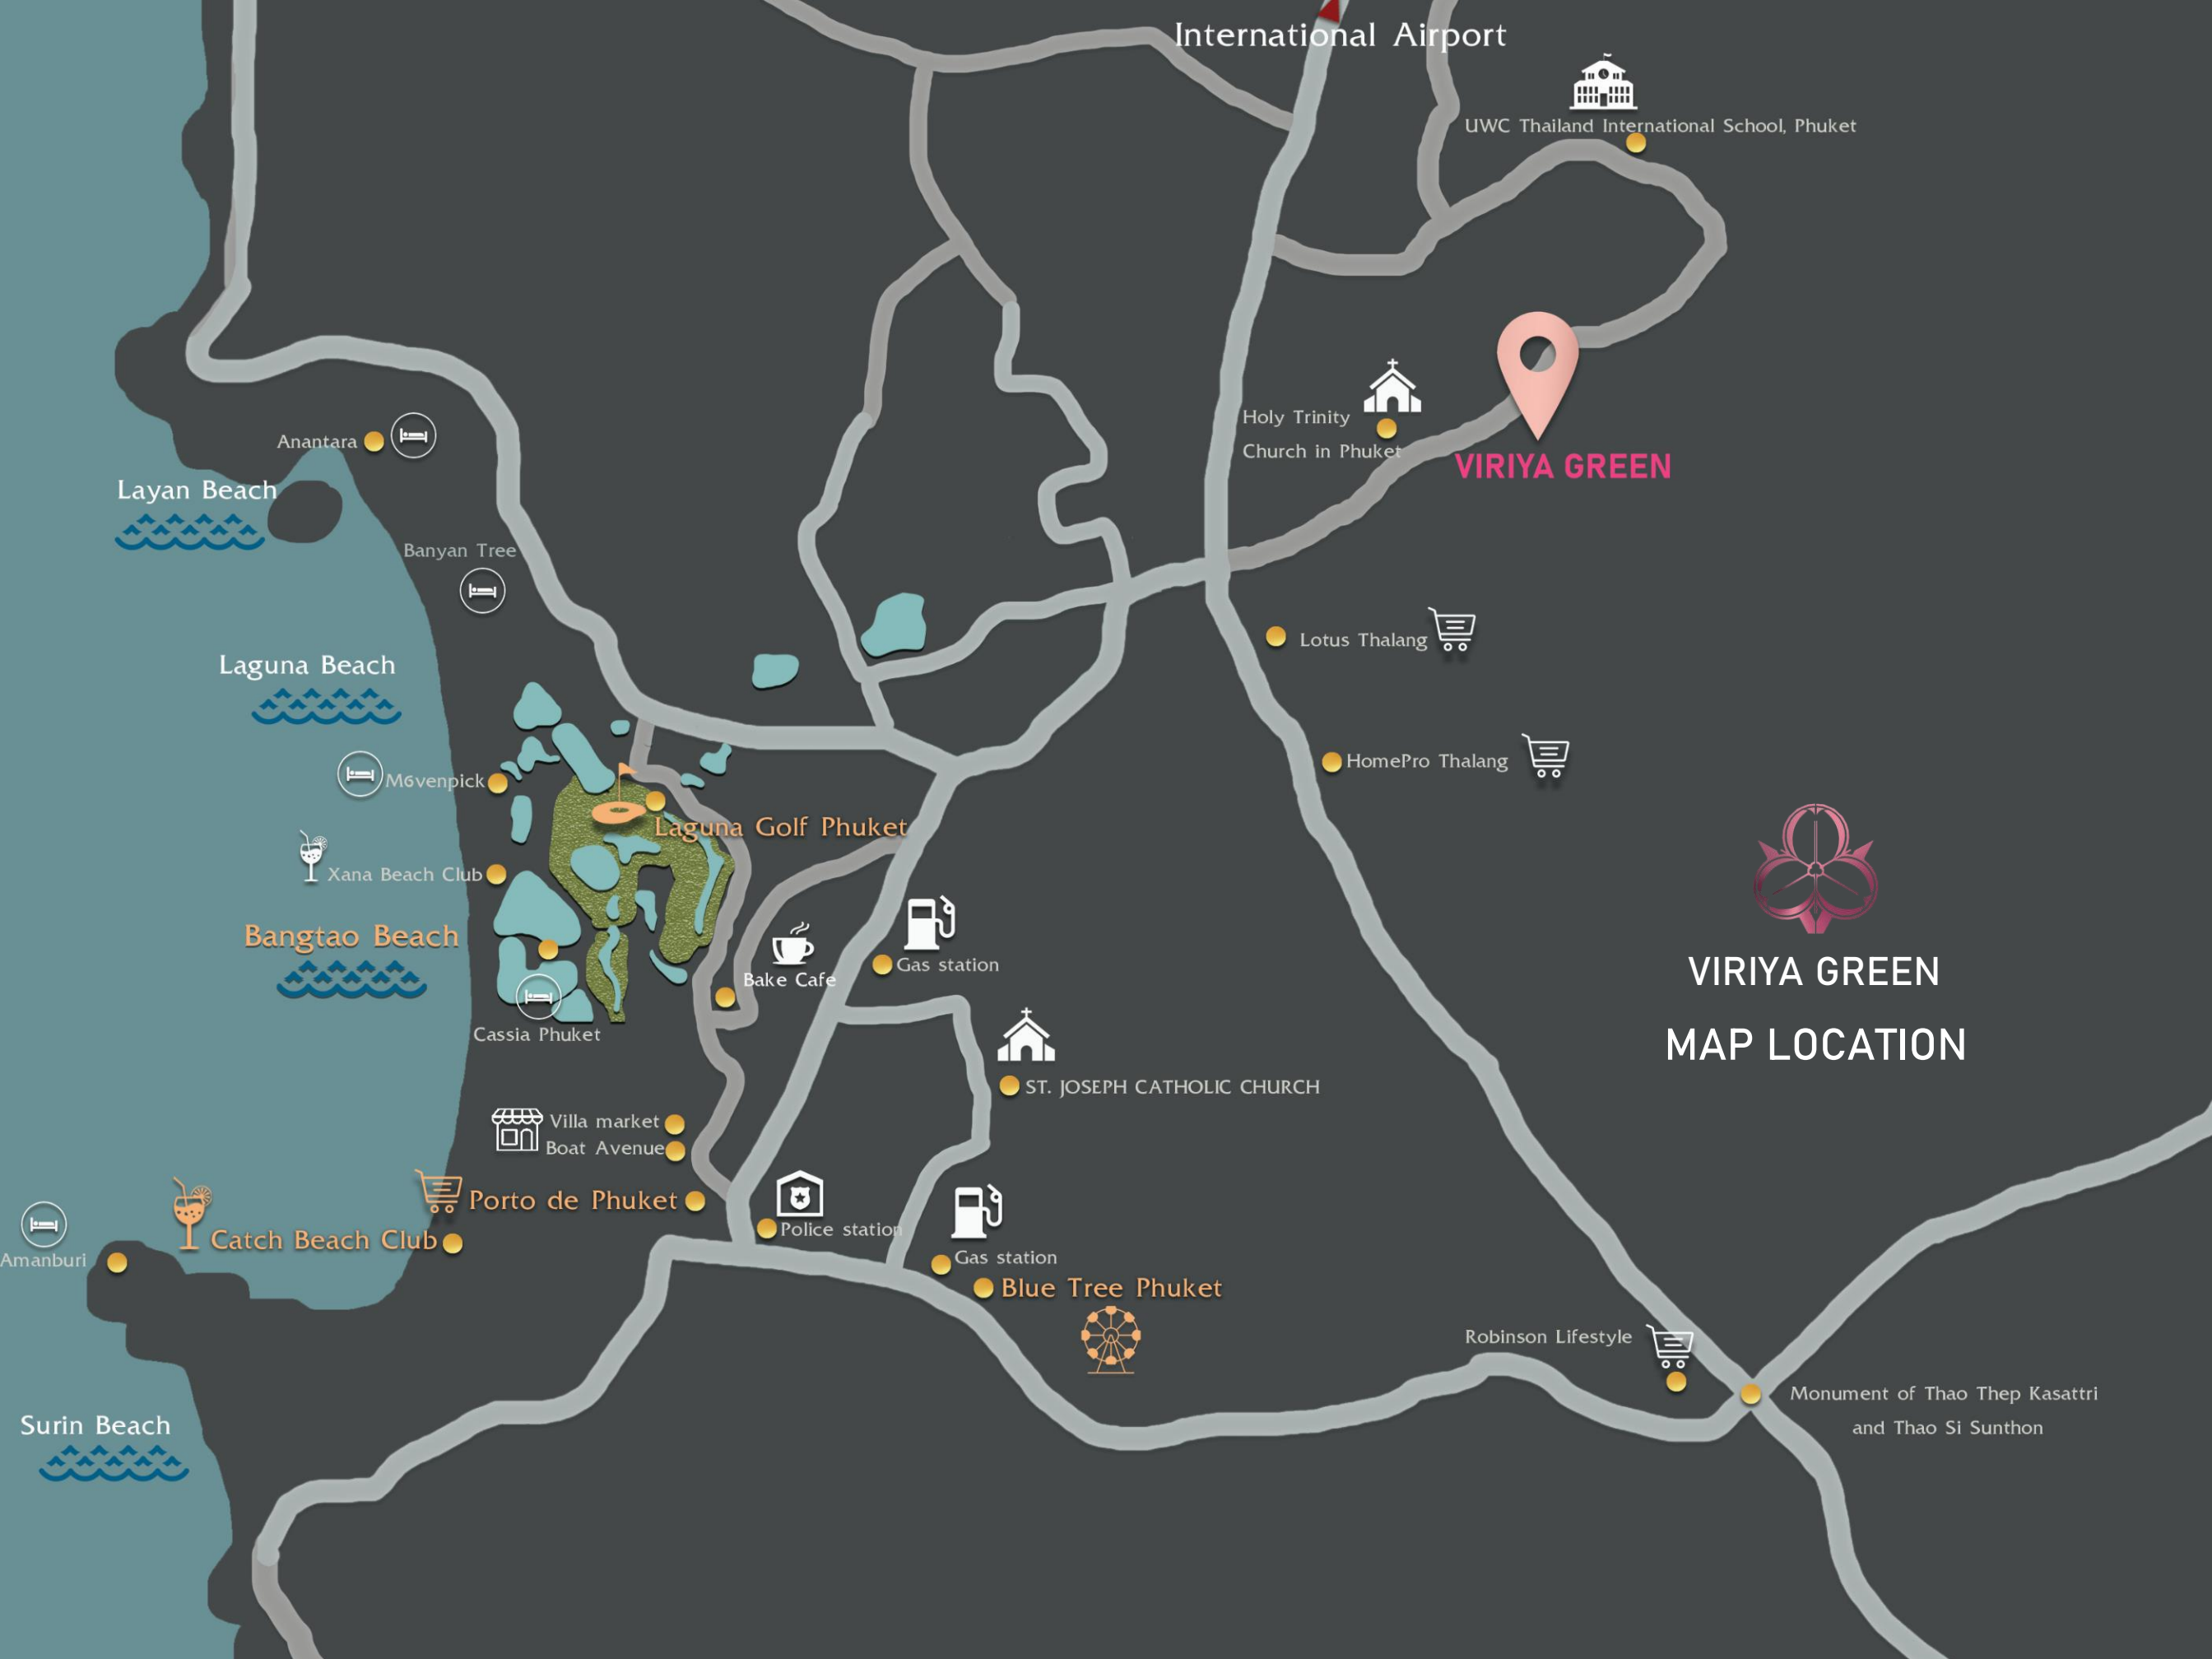 International Airport
UWC Thailand International School, Phuket
Holy Trinity
Church in Phuket
VIRIYA GREEN
Anantara
Layan Beach
Banyan Tree
Lotus Thalang
Laguna Beach
HomePro Thalang
Mövenpick
Laguna Golf Phuket
Xana Beach Club
Bangtao Beach
Gas station
Bake Cafe
VIRIYA GREEN
MAP LOCATION
Cassia Phuket
ST. JOSEPH CATHOLIC CHURCH
Villa market
Boat Avenue
Porto de Phuket
Police station
Catch Beach Club
Amanburi
Gas station
Blue Tree Phuket
Robinson Lifestyle
Monument of Thao Thep Kasattri
and Thao Si Sunthon
Surin Beach